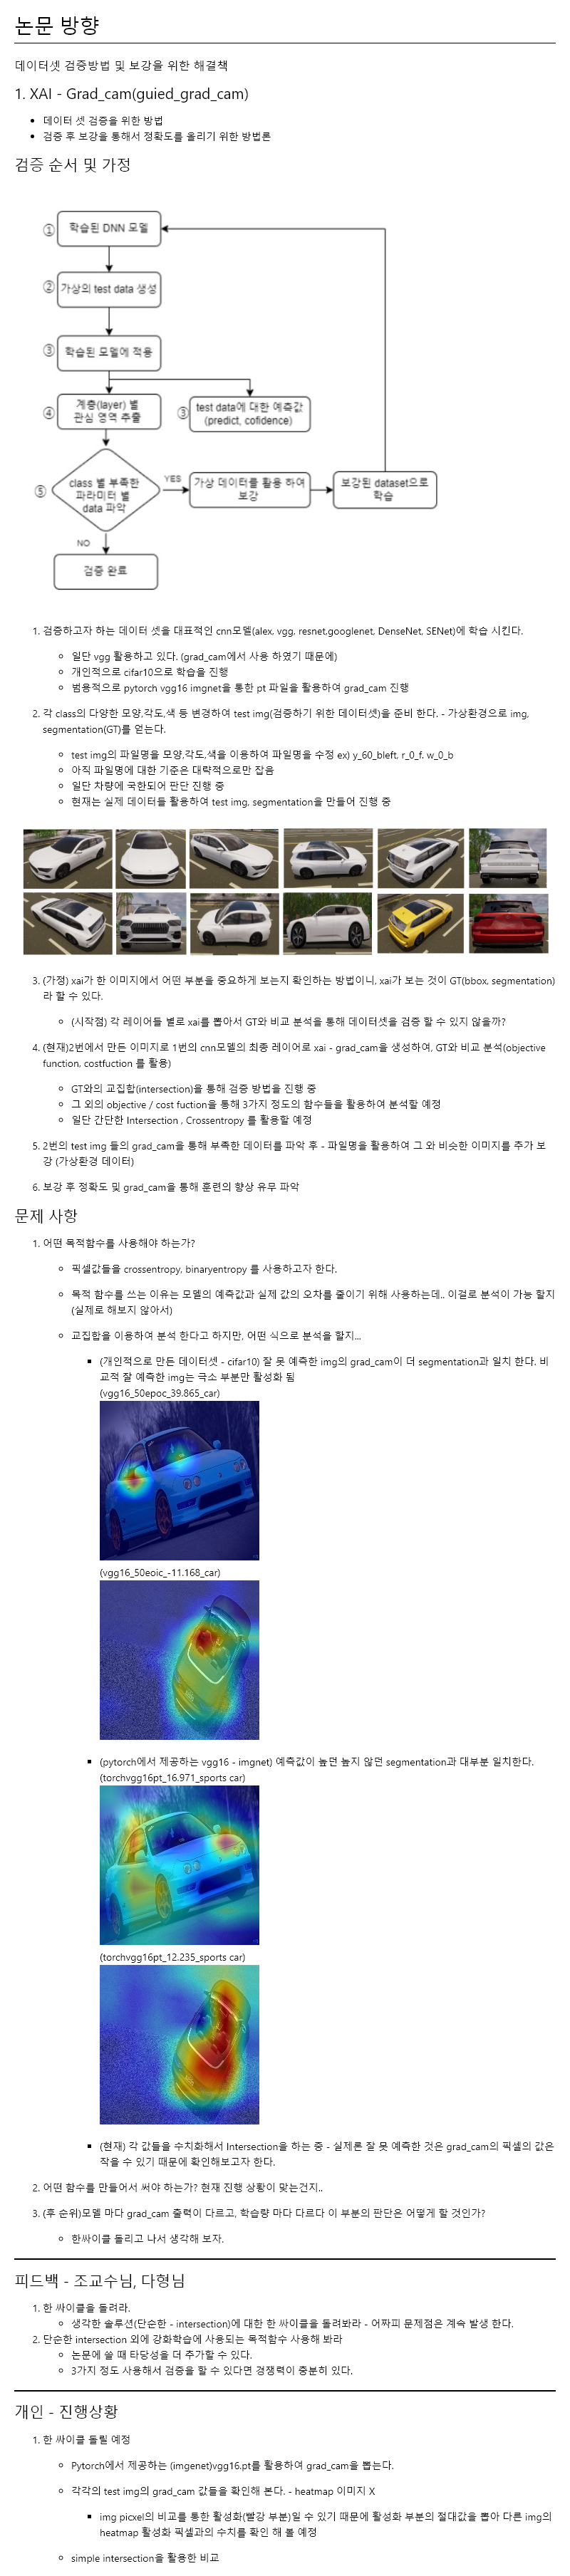 논문 방향
데이터셋 검증방법 및 보강을 위한 해결책
1. XAI - Grad_cam(guied_grad_cam)
• 데이터 셋 검증을 위한 방법
• 검증 후 보강을 통해서 정확도를 올리기 위한 방법론
검증 순서 및 가정
① 학습된 DNN 모델
② 가상의 test data 생성
③ 학습된 모델에 적용
④ 계층(layer) 별
관심 영역 추출
③ test data에 대한 예측값
(predict, cofidence)
⑤ class 별 부족한
파라미터 별
data 파악
YES
가상 데이터를 활용 하여
보강
보강된 dataset으로
학습
NO
검증 완료
1. 검증하고자 하는 데이터 셋을 대표적인 cnn모델(alex, vgg, resnet.googlenet, DenseNet, SENet)에 학습 시킨다.
◦ 일단 vgg 활용하고 있다. (grad_cam에서 사용 하였기 때문에)
◦ 개인적으로 cifar10으로 학습을 진행
◦ 범용적으로 pytorch vgg16 imgnet을 통한 pt 파일을 활용하여 grad_cam 진행
2. 각 class의 다양한 모양,각도,색 등 변경하여 test img(검증하기 위한 데이터셋)을 준비 한다. - 가상환경으로 img,
segmentation(GT)를 얻는다.
◦ test img의 파일명을 모양,각도,색을 이용하여 파일명을 수정 ex) y_60_bleft, r_0_f, w_0_b
◦ 아직 파일명에 대한 기준은 대략적으로만 잡음
◦ 일단 차량에 국한되어 판단 진행 중
◦ 현재는 실제 데이터들 활용하여 test img, segmentation을 만들어 진행 중
3. (가정) xai가 한 이미지에서 어떤 부분을 중요하게 보는지 확인하는 방법이니, xai가 보는 것이 GT(bbox, segmentation)
라 할 수 있다.
◦ (시작점) 각 레이어들 별로 xai를 뽑아서 GT와 비교 분석을 통해 데이터셋을 검증 할 수 있지 않을까?
4. (현재)2번에서 만든 이미지로 1번의 cnn모델의 최종 레이어로 xai - grad_cam을 생성하여, GT와 비교 분석(objective
function, costfuction 를 활용)
◦ GT와의 교집합(intersection)을 통해 검증 방법을 진행 중
◦ 그 외의 objective / cost fuction을 통해 3가지 정도의 함수들을 활용하여 분석할 예정
◦ 일단 간단한 Intersection , Crossentropy 를 활용할 예정
5. 2번의 test img 들의 grad_cam을 통해 부족한 데이터를 파악 후 - 파일명을 활용하여 그 와 비슷한 이미지를 추가 보
강 (가상환경 데이터)
6. 보강 후 정확도 및 grad_cam을 통해 훈련의 향상 유무 파악
문제 사항
1. 어떤 목적함수를 사용해야 하는가?
◦ 픽셀값들을 crossentropy, binaryentropy 를 사용하고자 한다.
◦ 목적 함수를 쓰는 이유는 모델의 예측값과 실제 값의 오차를 줄이기 위해 사용하는데.. 이걸로 분석이 가능 할지
(실제로 해보지 않아서)
◦ 교집합을 이용하여 분석 한다고 하지만, 어떤 식으로 분석을 할지...
▪ (개인적으로 만든 데이터셋 - cifar10) 잘 못 예측한 img의 grad_cam이 더 segmentation과 일치 한다. 비
교적 잘 예측한 img는 극소 부분만 활성화 됨
(vgg16_50epoc_39.865_car)
(vgg16_50eoic_-11.168_car)
▪ (pytorch에서 제공하는 vgg16 - imgnet) 예측값이 높던 높지 않던 segmentation과 대부분 일치한다.
(torchvgg16pt_16.971_sports car)
(torchvgg16pt_12.235_sports car)
▪ (현재) 각 값들을 수치화해서 Intersection을 하는 중 - 실제론 잘 못 예측한 것은 grad_cam의 픽셀의 값은
작을 수 있기 때문에 확인해보고자 한다.
2. 어떤 함수를 만들어서 써야 하는가? 현재 진행 상황이 맞는건지..
3. (후 순위)모델 마다 grad_cam 출력이 다르고, 학습량 마다 다르다 이 부분의 판단은 어떻게 할 것인가?
◦ 한싸이클 돌리고 나서 생각해 보자.
피드백 - 조교수님, 다형님
1. 한 싸이클을 돌려라.
◦ 생각한 솔루션(단순한 - intersection)에 대한 한 싸이클을 돌려봐라 - 어짜피 문제점은 계속 발생 한다.
2. 단순한 intersection 외에 강화학습에 사용되는 목적함수 사용해 봐라
◦ 논문에 쓸 때 타당성을 더 추가할 수 있다.
◦ 3가지 정도 사용해서 검증을 할 수 있다면 경쟁력이 충분히 있다.
개인 - 진행상황
1. 한 싸이클 돌릴 예정
◦ Pytorch에서 제공하는 (imgenet)vgg16.pt를 활용하여 grad_cam을 뽑는다.
◦ 각각의 test img의 grad_cam 값들을 확인해 본다. - heatmap 이미지 X
▪ img picxel의 비교를 통한 활성화(빨강 부분)일 수 있기 때문에 활성화 부분의 절대값을 뽑아 다른 img의
heatmap 활성화 픽셀과의 수치를 확인 해 볼 예정
◦ simple intersection을 활용한 비교